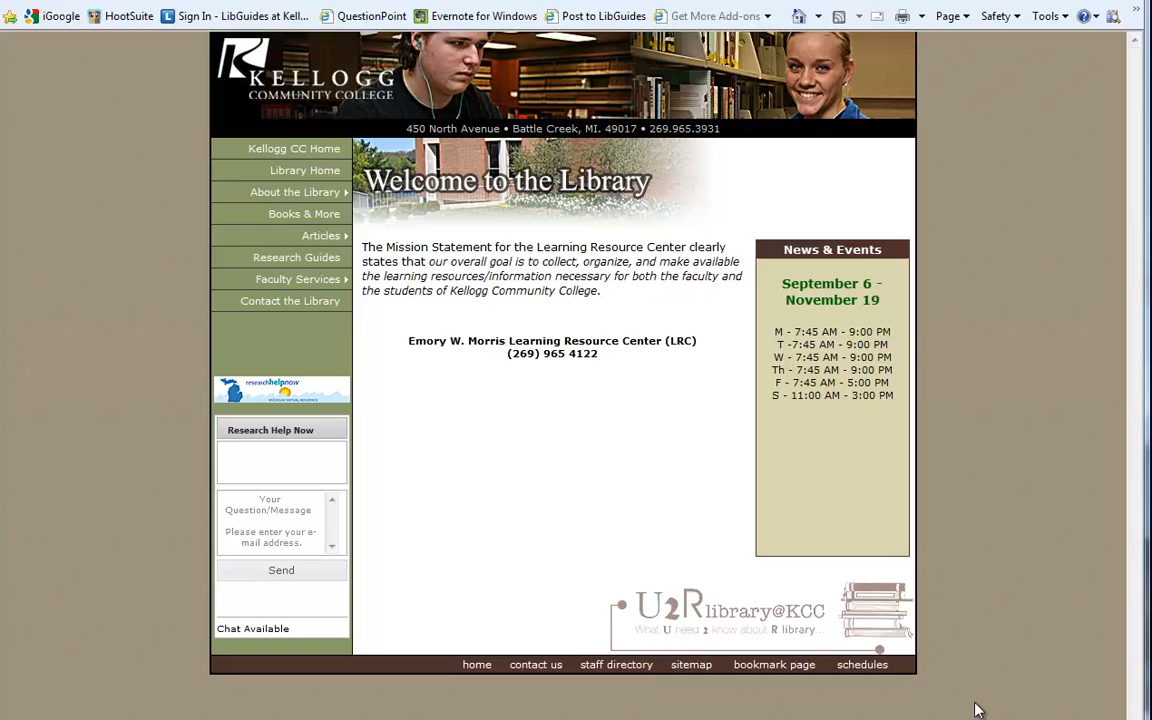 iGoogle HootSuite Sign In - LibGuides at Kell... QuestionPoint Evernote for Windows Post to LibGuides Get More Add-ons Page Safety Tools
KELLOGG
COMMUNITY COLLEGE
450 North Avenue • Battle Creek, MI. 49017 • 269.965.3931
Kellogg CC Home
Library Home
About the Library
Books & More
Articles
Research Guides
Faculty Services
Contact the Library
researchhelpnow
Research Help Now
Your
Question/Message
Please enter your e-
mail address.
Send
Chat Available
Welcome to the Library
The Mission Statement for the Learning Resource Center clearly
states that our overall goal is to collect, organize, and make available
the learning resources/information necessary for both the faculty and
the students of Kellogg Community College.
Emory W. Morris Learning Resource Center (LRC)
(269) 965 4122
News & Events
September 6 -
November 19
M - 7:45 AM - 9:00 PM
T -7:45 AM - 9:00 PM
W - 7:45 AM - 9:00 PM
Th - 7:45 AM - 9:00 PM
F - 7:45 AM - 5:00 PM
S - 11:00 AM - 3:00 PM
U2Rlibrary@KCC
What U need 2 know about R library...
home contact us staff directory sitemap bookmark page schedules